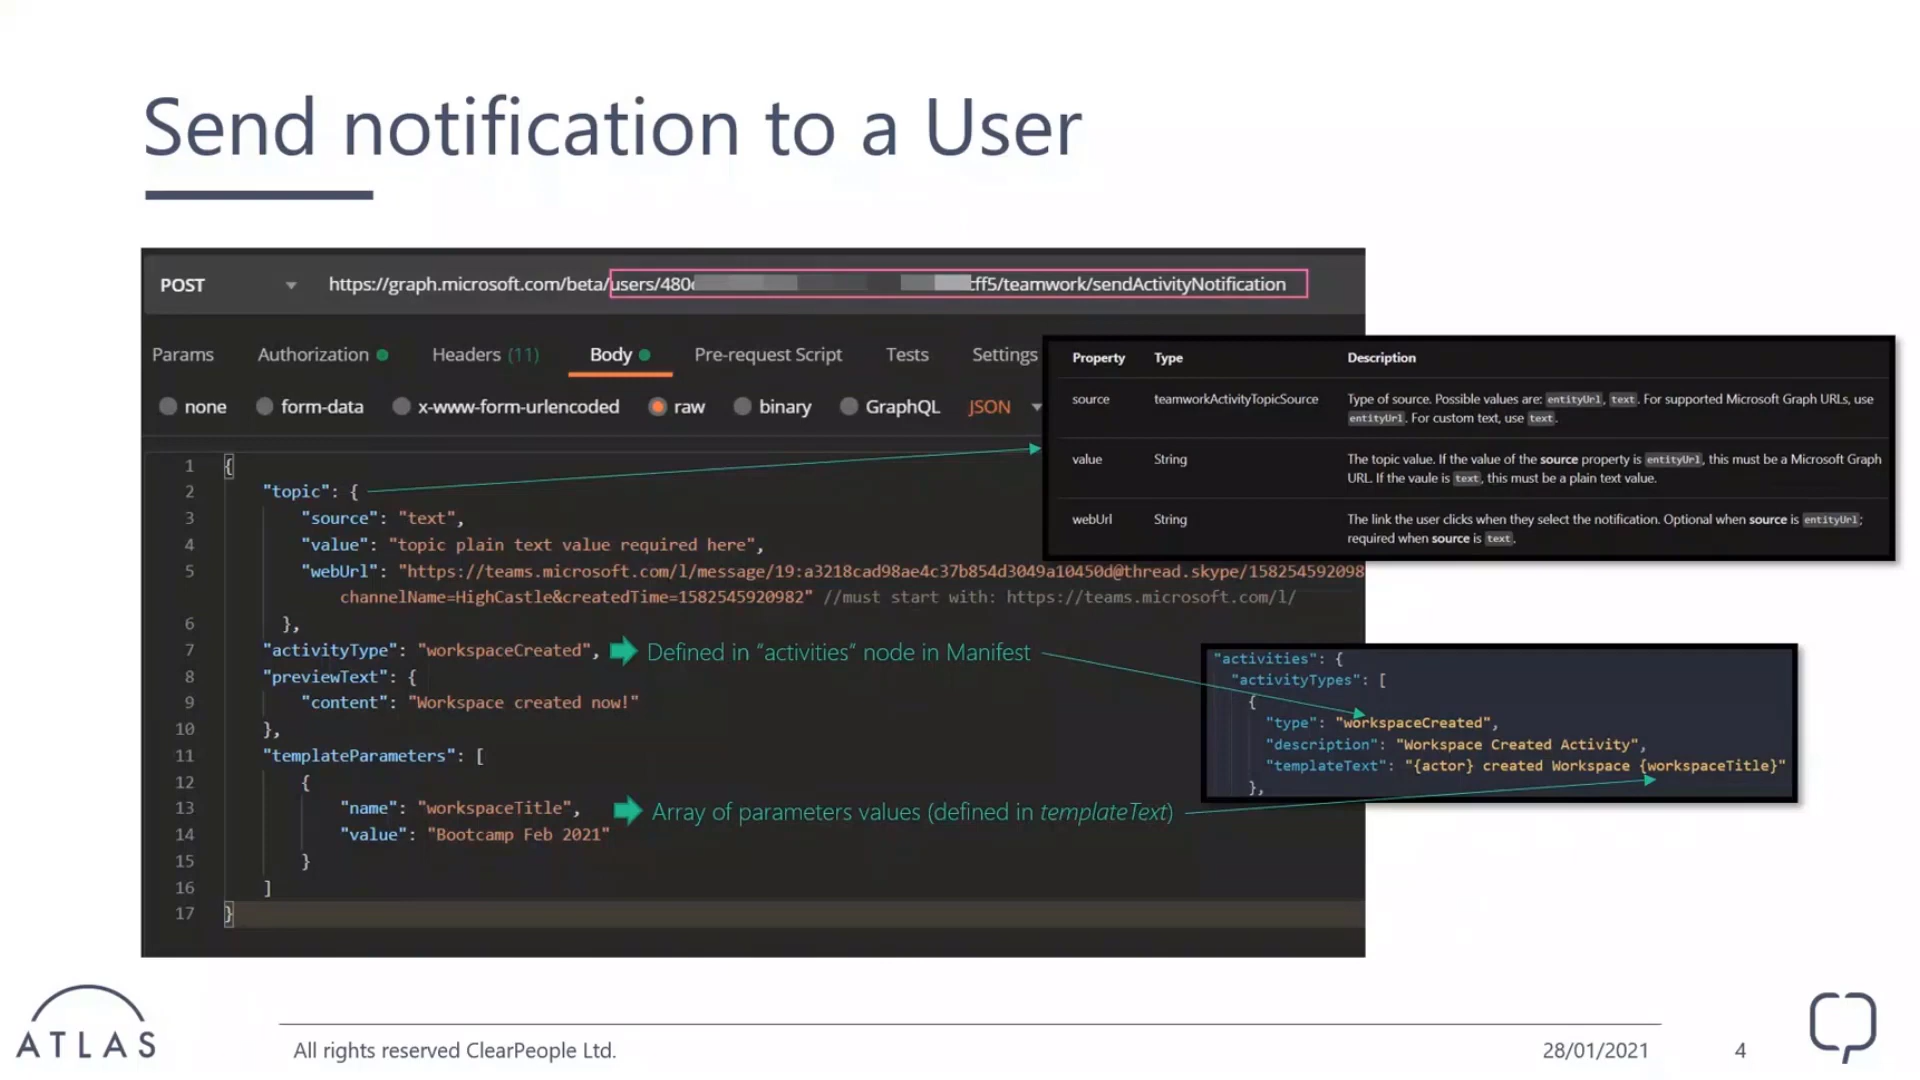 Send notification to a User
POST https://graph.microsoft.com/beta/users/480 cff5/teamwork/sendActivityNotification
Params Authorization Headers (11) Body Pre-request Script Tests Settings
none form-data x-www-form-urlencoded raw binary GraphQL JSON
Property Type Description
source teamworkActivityTopicSource Type of source. Possible values are: entityUrl, text. For supported Microsoft Graph URLs, use
entityUrl. For custom text, use text.
value String The topic value. If the value of the source property is entityUrl, this must be a Microsoft Graph
URL. If the vaule is text, this must be a plain text value.
webUrl String The link the user clicks when they select the notification. Optional when source is entityUrl;
required when source is text.
1 {
2 "topic": {
3 "source": "text",
4 "value": "topic plain text value required here",
5 "webUrl": "https://teams.microsoft.com/l/message/19:a3218cad98ae4c37b854d3049a10450d@thread.skype/158254592098
channelName=HighCastle&createdTime=1582545920982" //must start with: https://teams.microsoft.com/l/
6 },
7 "activityType": "workspaceCreated", Defined in “activities“ node in Manifest
8 "previewText": {
9 "content": "Workspace created now!"
10 },
11 "templateParameters": [
12 {
13 "name": "workspaceTitle", Array of parameters values (defined in templateText)
14 "value": "Bootcamp Feb 2021"
15 }
16 ]
17 }
"activities": {
"activityTypes": [
{
"type": "workspaceCreated",
"description": "Workspace Created Activity",
"templateText": "{actor} created Workspace {workspaceTitle}"
},
ATLAS
All rights reserved ClearPeople Ltd.
28/01/2021
4